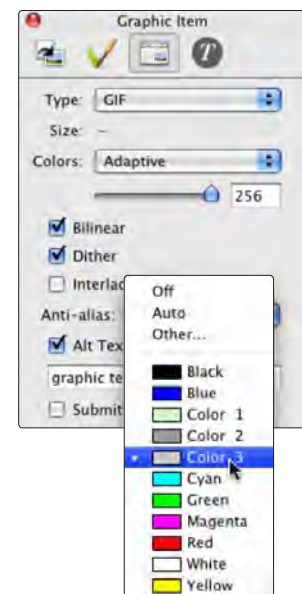 Graphic Item
T
Type: GIF
Size: –
Colors: Adaptive
256
Bilinear
Dither
Interlac
Anti-alias:
Alt Tex
graphic te
Submit
Off
Auto
Other...
Black
Blue
Color 1
Color 2
Color 3
Cyan
Green
Magenta
Red
White
Yellow